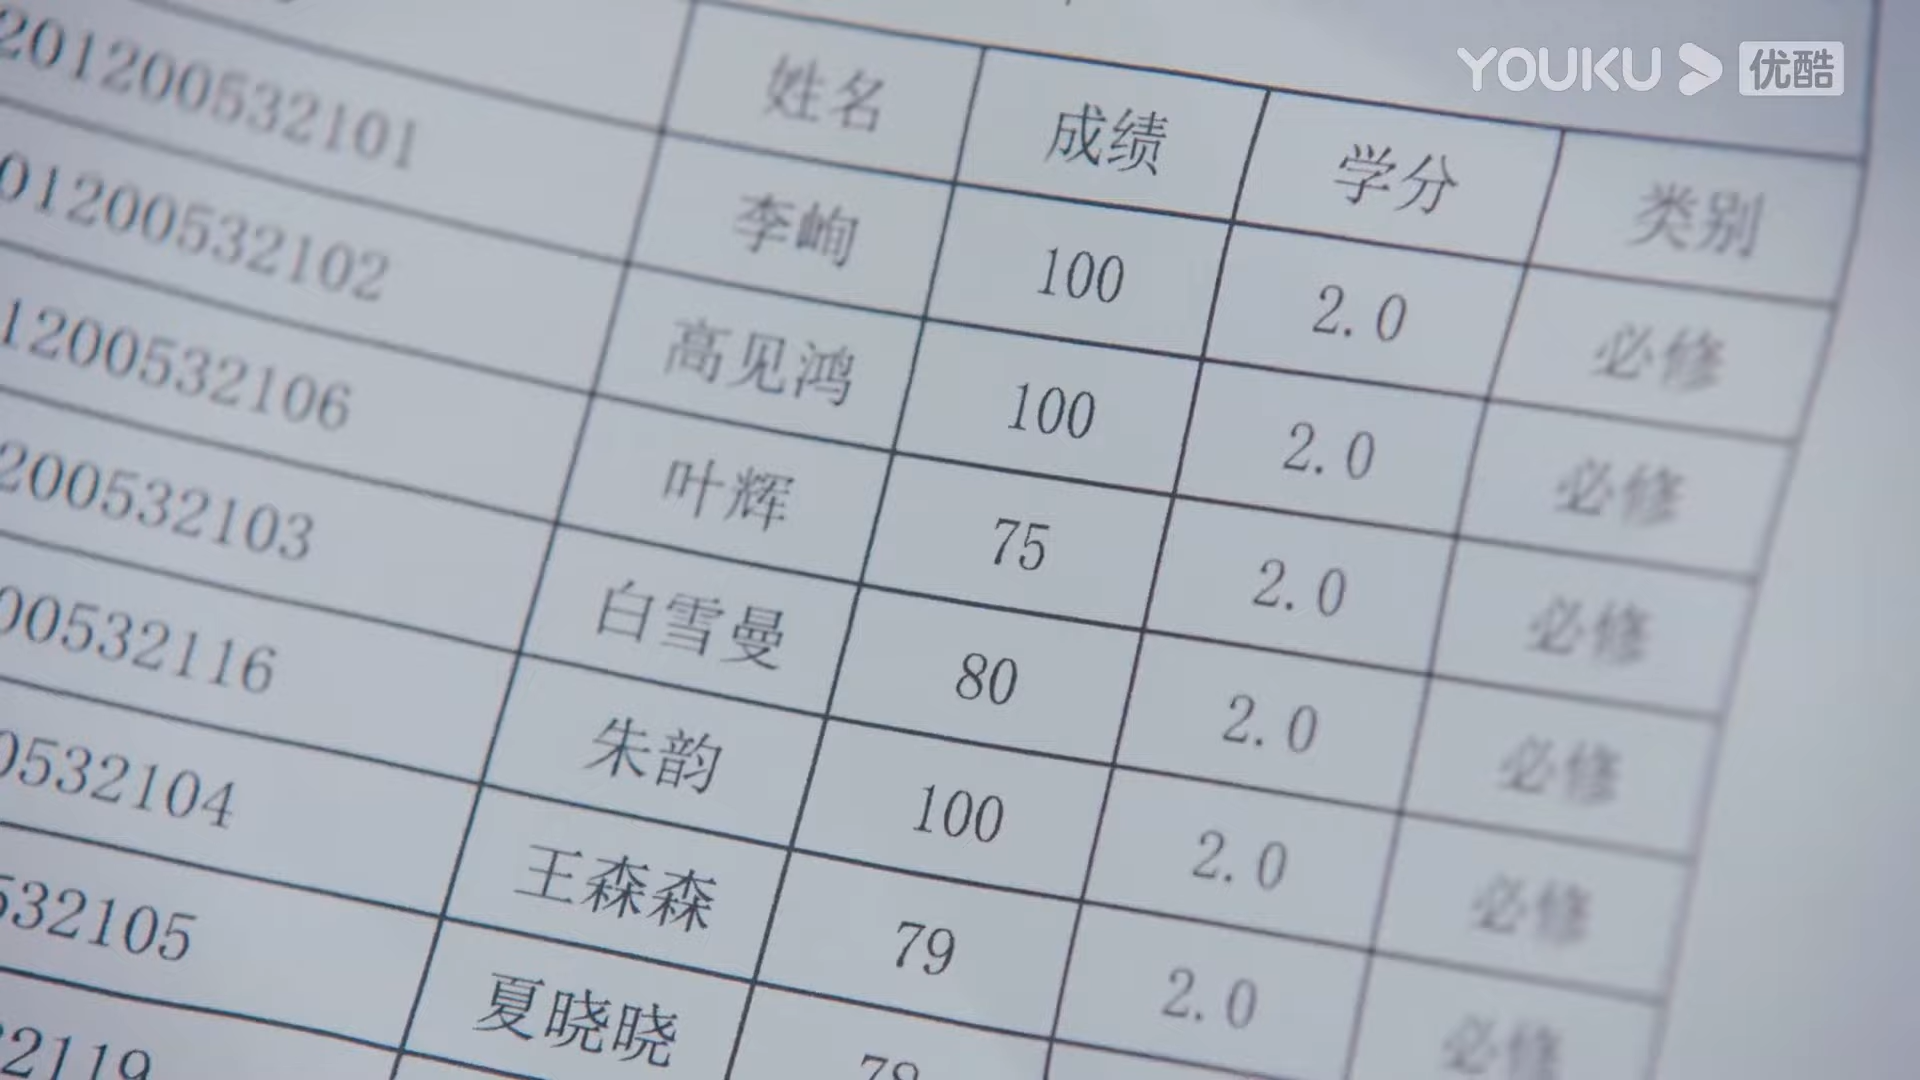 YOUKU 优酷
姓名 成绩 学分 类别
201200532101 李峋 100 2.0 必修
01200532102 高见鸿 100 2.0 必修
1200532106 叶辉 75 2.0 必修
200532103 白雪曼 80 2.0 必修
00532116 朱韵 100 2.0 必修
0532104 王森森 79 2.0 必修
532105 夏晓晓 78
2119